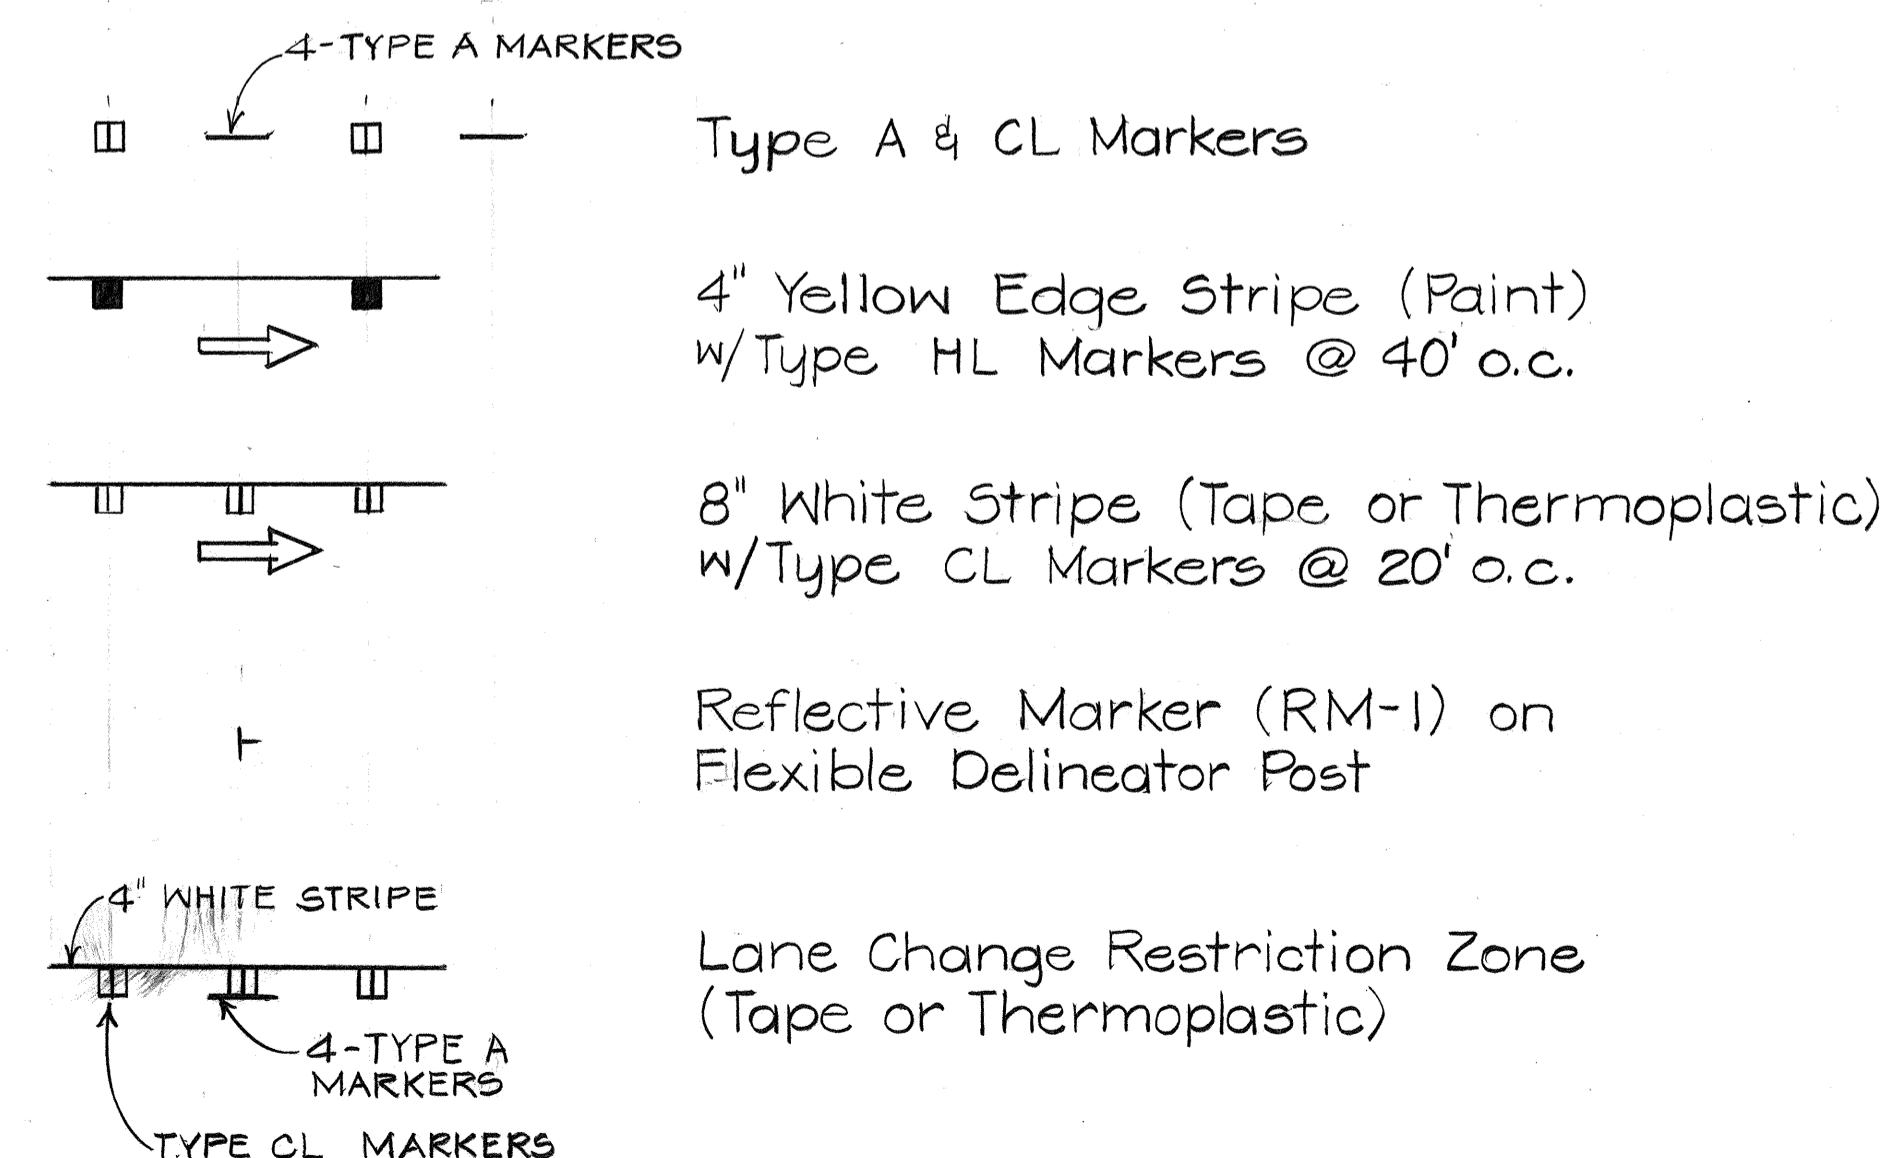 4-TYPE A MARKERS
Type A & CL Markers
4" Yellow Edge Stripe (Paint)
w/Type HL Markers @ 40' o.c.
8" White Stripe (Tape or Thermoplastic)
w/Type CL Markers @ 20' o.c.
Reflective Marker (RM-1) on
Flexible Delineator Post
4" WHITE STRIPE
Lane Change Restriction Zone
(Tape or Thermoplastic)
4-TYPE A
MARKERS
TYPE CL MARKERS